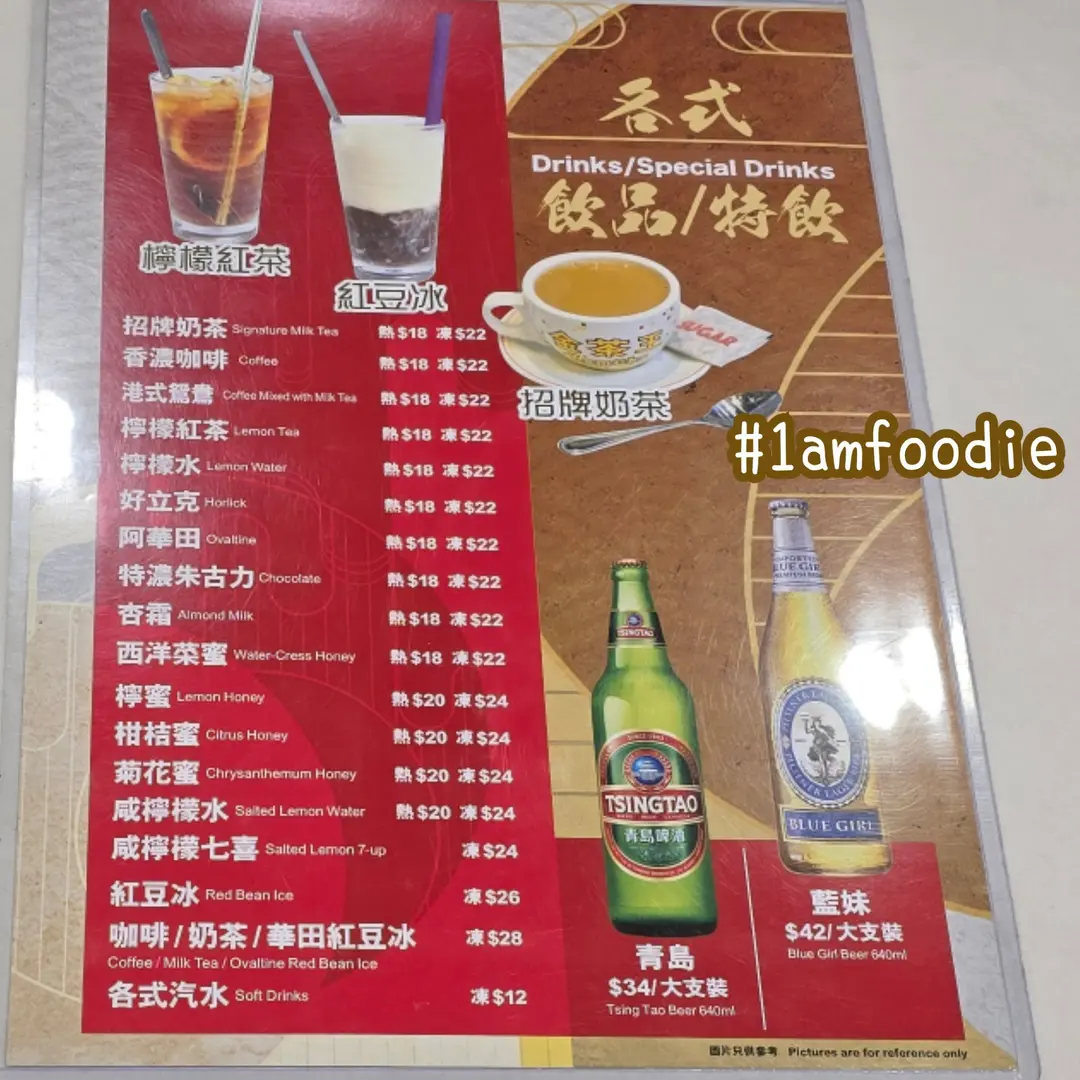 各式
Drinks/Special Drinks
飲品/特飲
檸檬紅茶
紅豆冰
SUGAR
招牌奶茶
#1amfoodie
招牌奶茶 Signature Milk Tea 熱 $18 凍 $22
香濃咖啡 Coffee 熱 $18 凍 $22
港式鴛鴦 Coffee Mixed with Milk Tea 熱 $18 凍 $22
檸檬紅茶 Lemon Tea 熱 $18 凍 $22
檸檬水 Lemon Water 熱 $18 凍 $22
好立克 Horlick 熱 $18 凍 $22
阿華田 Ovaltine 熱 $18 凍 $22
特濃朱古力 Chocolate 熱 $18 凍 $22
杏霜 Almond Milk 熱 $18 凍 $22
西洋菜蜜 Water-Cress Honey 熱 $18 凍 $22
檸蜜 Lemon Honey 熱 $20 凍 $24
柑桔蜜 Citrus Honey 熱 $20 凍 $24
菊花蜜 Chrysanthemum Honey 熱 $20 凍 $24
咸檸檬水 Salted Lemon Water 熱 $20 凍 $24
咸檸檬七喜 Salted Lemon 7-up 凍 $24
紅豆冰 Red Bean Ice 凍 $26
咖啡/奶茶/華田紅豆冰 凍 $28
Coffee / Milk Tea / Ovaltine Red Bean Ice
各式汽水 Soft Drinks 凍 $12
TSINGTAO
TSINGTAO
青島啤酒
BLUE GIRL
BLUE GIRL
青島
$34/大支裝
Tsing Tao Beer 640ml
藍妹
$42/大支裝
Blue Girl Beer 640ml
圖片只供參考 Pictures are for reference only